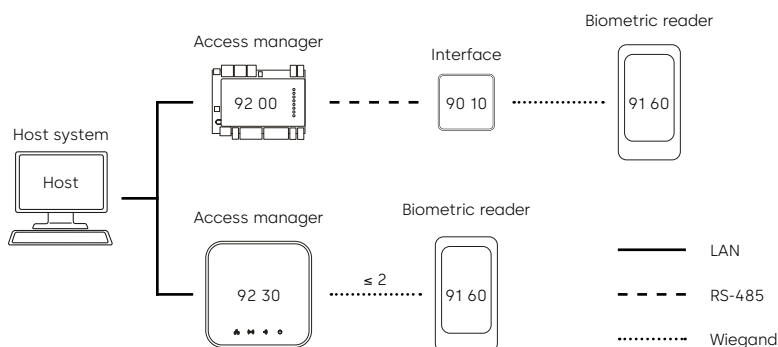 Biometric reader
Access manager
Interface
92 00
90 10
91 60
Host system
Host
Access manager
Biometric reader
≤ 2
92 30
91 60
LAN
RS-485
Wiegand